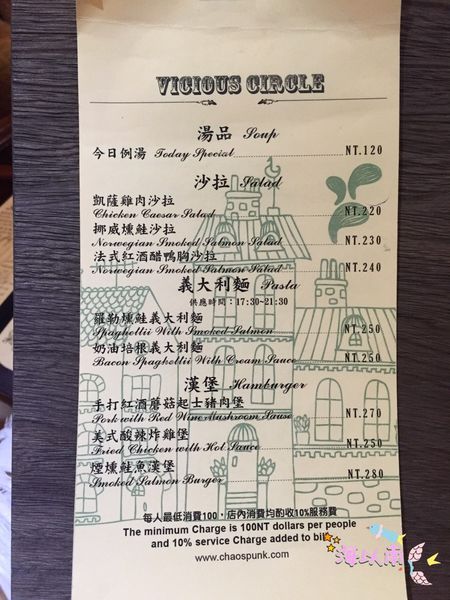 VICIOUS CIRCLE
湯品 Soup
今日例湯 Today Special NT.120
沙拉 Salad
凱薩雞肉沙拉
Chicken Caesar Salad NT.220
挪威燻鮭沙拉
Norwegian Smoked Salmon Salad NT.230
法式紅酒醋鴨胸沙拉
Norwegian Smoked Salmon Salad NT.240
義大利麵 Pasta
供應時間：17:30~21:30
羅勒燻鮭義大利麵
Spaghettii With Smoked Salmon NT.250
奶油培根義大利麵
Bacon Spaghettii With Cream Sauce NT.250
漢堡 Hamburger
手打紅酒蘑菇起士豬肉堡
Pork with Red Wine Mushroom Sause NT.270
美式酸辣炸雞堡
Fried Chicken with Hot Sauce NT.250
煙燻鮭魚漢堡
Smoked Salmon Burger NT.280
每人最低消費100，店內消費均酌收10%服務費
The minimum Charge is 100NT dollars per people
and 10% service Charge added to bill
www.chaospunk.com